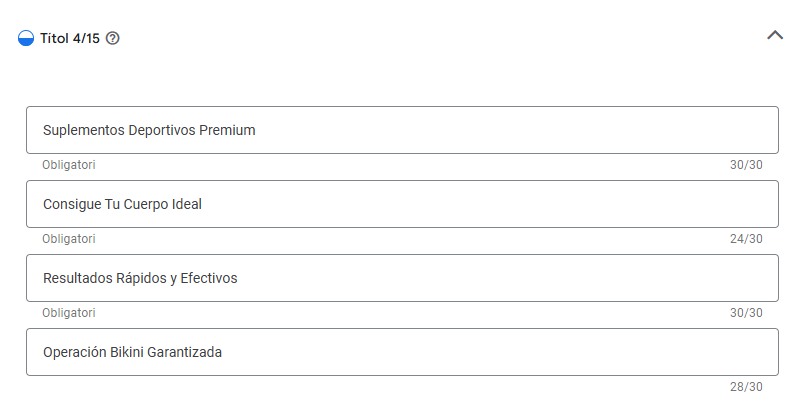 Títol 4/15
Suplementos Deportivos Premium
Obligatori 30/30
Consigue Tu Cuerpo Ideal
Obligatori 24/30
Resultados Rápidos y Efectivos
Obligatori 30/30
Operación Bikini Garantizada
28/30